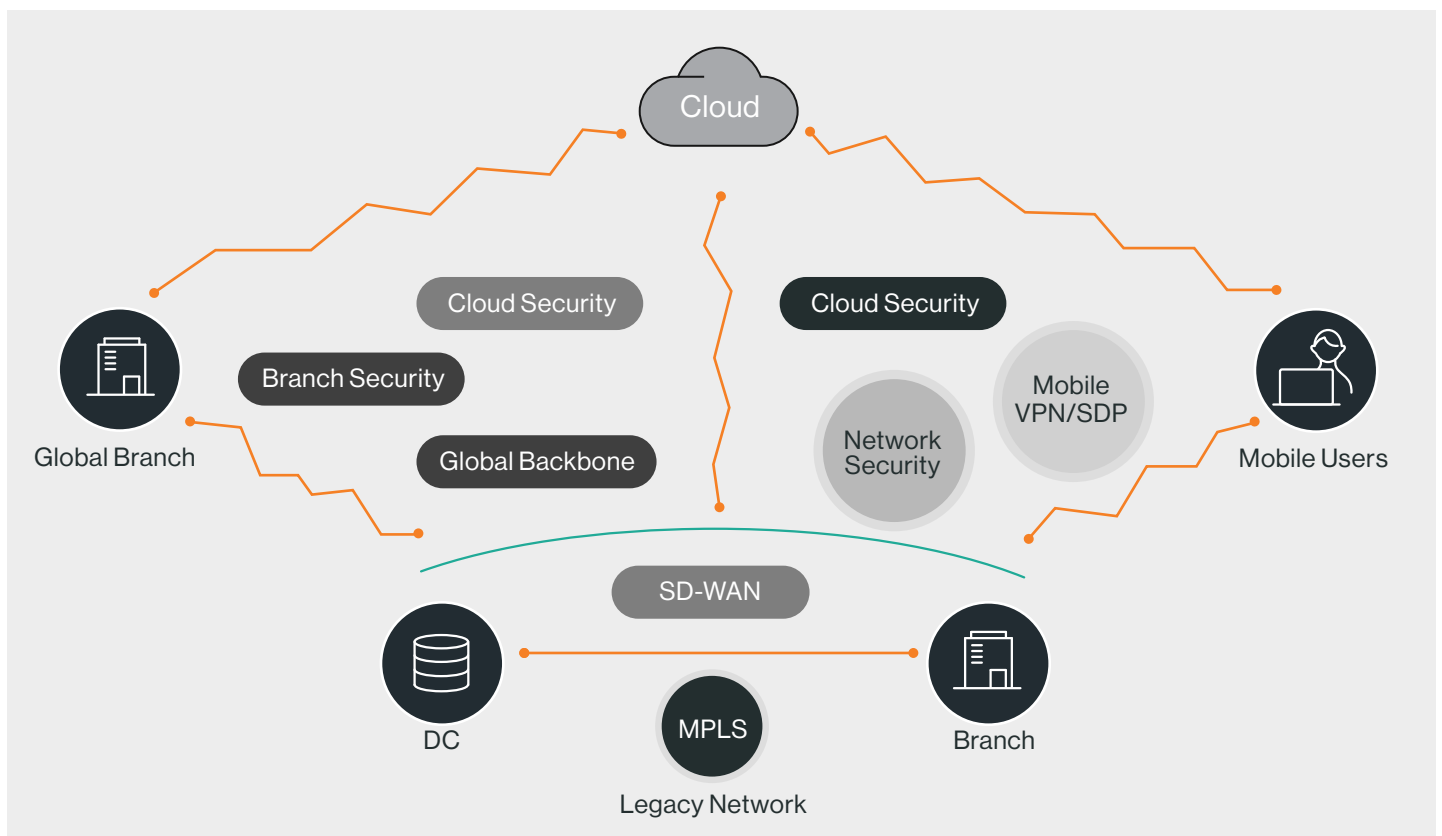 Cloud
Cloud Security
Cloud Security
Branch Security
Mobile
VPN/SDP
Network
Security
Global Branch
Global Backbone
Mobile Users
SD-WAN
MPLS
DC
Branch
Legacy Network